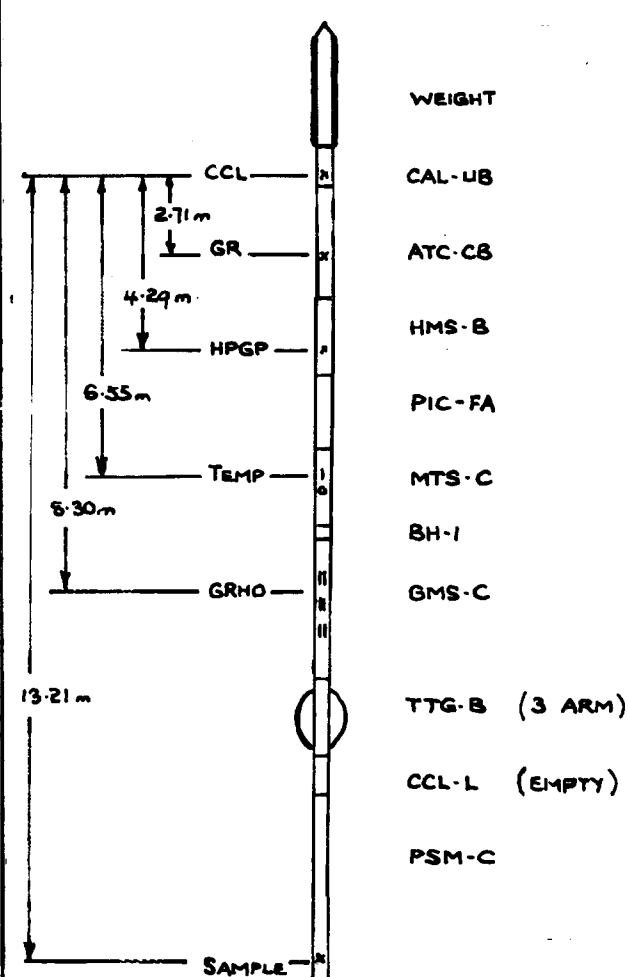 WEIGHT
CCL CAL-UB
2.71m
GR ATC-CB
4.29m
HMS-B
HPGP
6.55m
PIC-FA
TEMP MTS-C
8.30m
BH-1
GRHO GMS-C
13.21m
TTG-B (3 ARM)
CCL-L (EMPTY)
PSM-C
SAMPLE